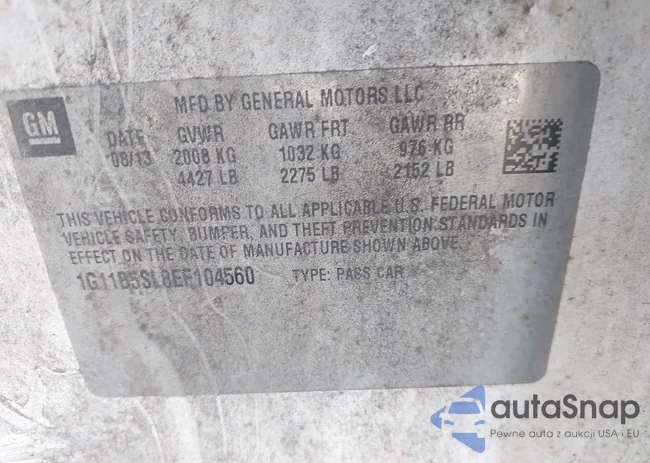 GM
MFD BY GENERAL MOTORS LLC
DATE GVWR GAWR FRT GAWR RR
08/13 2008 KG 1032 KG 976 KG
4427 LB 2275 LB 2152 LB
THIS VEHICLE CONFORMS TO ALL APPLICABLE U.S. FEDERAL MOTOR
VEHICLE SAFETY, BUMPER, AND THEFT PREVENTION STANDARDS IN
EFFECT ON THE DATE OF MANUFACTURE SHOWN ABOVE.
1G11B5SL8EF104560 TYPE: PASS CAR
autaSnap
Pewne auta z aukcji USA i EU